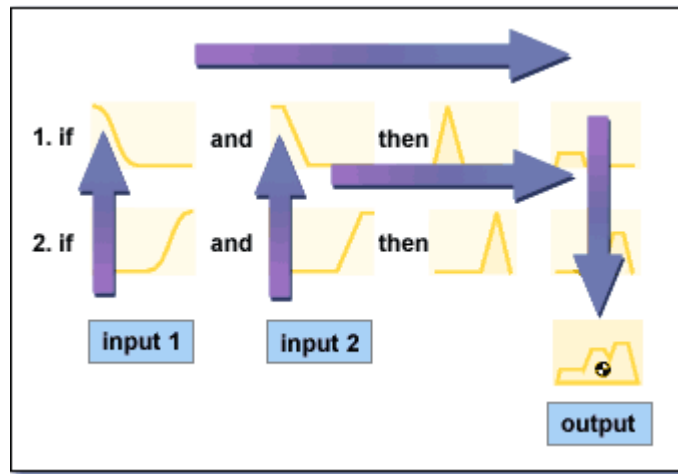 1. if and then
2. if and then
input 1 input 2
output